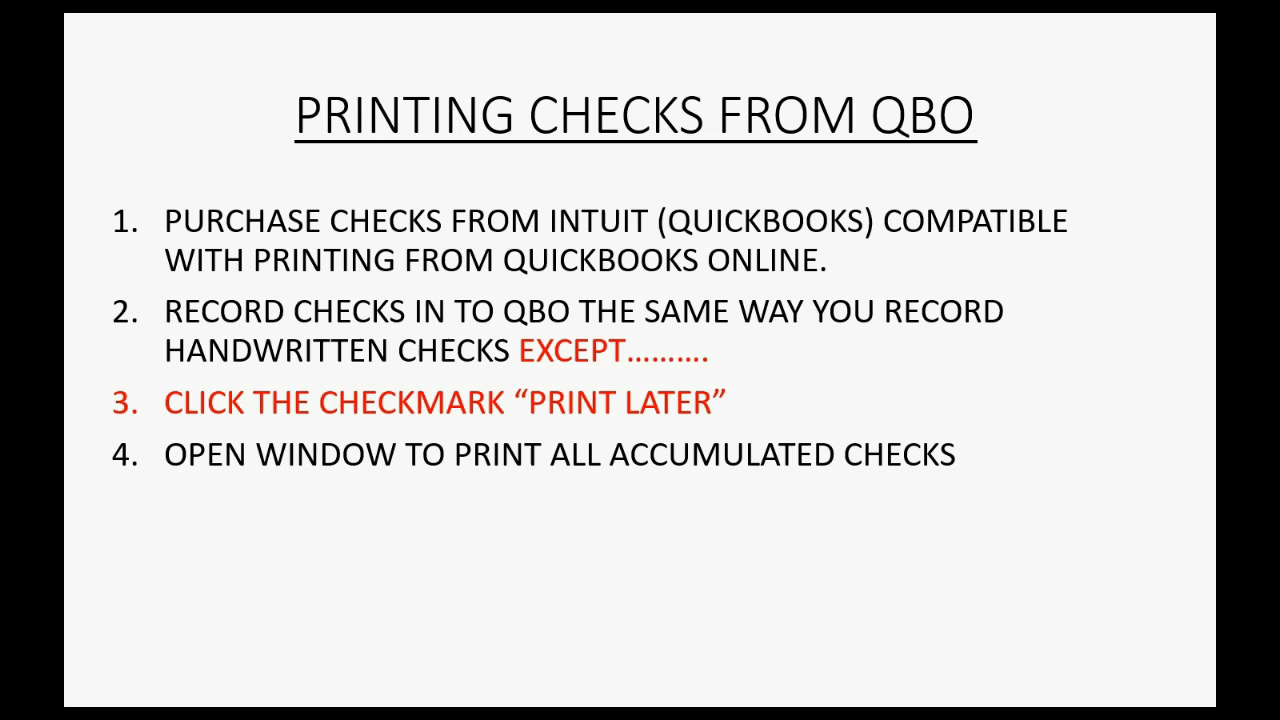 PRINTING CHECKS FROM QBO
1. PURCHASE CHECKS FROM INTUIT (QUICKBOOKS) COMPATIBLE
WITH PRINTING FROM QUICKBOOKS ONLINE.
2. RECORD CHECKS IN TO QBO THE SAME WAY YOU RECORD
HANDWRITTEN CHECKS EXCEPT..........
3. CLICK THE CHECKMARK “PRINT LATER”
4. OPEN WINDOW TO PRINT ALL ACCUMULATED CHECKS